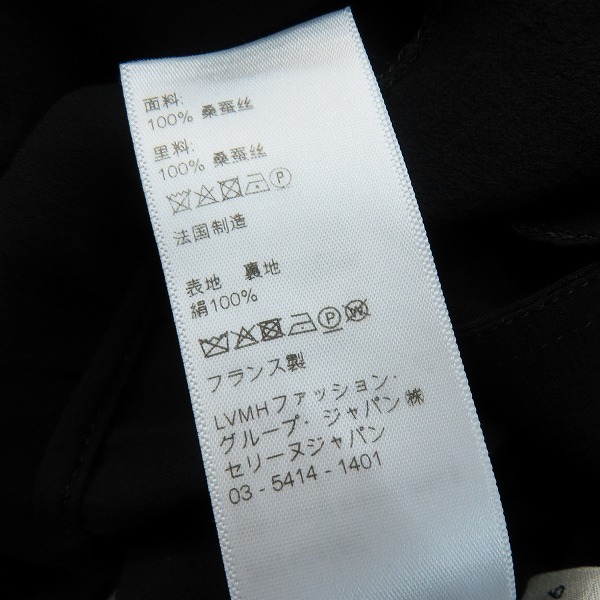 面料:
100% 桑蚕丝
里料:
100% 桑蚕丝
P
法国制造
表地 裏地
絹100%
P W
フランス製
LVMHファッション・
グループ・ジャパン㈱
セリーヌジャパン
03 - 5414 - 1401
6